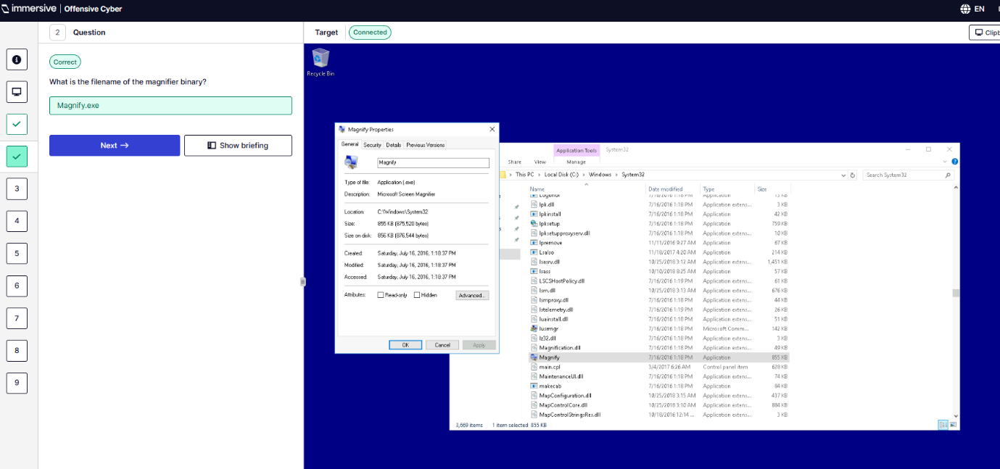 immersive | Offensive Cyber
EN
2 Question
Target Connected
Correct
What is the filename of the magnifier binary?
Magnify.exe
Next → Show briefing
3
4
5
6
7
8
9
Recycle Bin
Magnify Properties
General Security Details Previous Versions
Magnify
Type of file: Application (.exe)
Description: Microsoft Screen Magnifier
Location: C:\Windows\System32
Size: 855 KB (875,520 bytes)
Size on disk: 856 KB (876,544 bytes)
Created: Saturday, July 16, 2016, 1:18:37 PM
Modified: Saturday, July 16, 2016, 1:18:37 PM
Accessed: Saturday, July 16, 2016, 1:18:37 PM
Attributes: Read-only Hidden Advanced...
OK Cancel Apply
Application Tools System32
Share View Manage
This PC > Local Disk (C:) > Windows > System32 Search System32
Name Date modified Type Size
lpk.dll 7/16/2016 1:18 PM Application extens... 3 KB
lpkinstall 7/16/2016 1:18 PM Application 42 KB
lpksetup 7/16/2016 1:18 PM Application 759 KB
lpksetupproxyserv.dll 7/16/2016 1:18 PM Application extens... 10 KB
lpremove 11/11/2016 9:27 AM Application 67 KB
LsaIso 11/18/2017 4:20 AM Application 214 KB
lsasrv.dll 10/25/2018 3:12 AM Application extens... 1,451 KB
lsass 10/10/2018 8:25 AM Application 57 KB
LSCSHostPolicy.dll 7/16/2016 1:19 PM Application extens... 61 KB
lsm.dll 10/25/2018 3:13 AM Application extens... 676 KB
lsmproxy.dll 7/16/2016 1:18 PM Application extens... 44 KB
lstelemetry.dll 7/16/2016 1:19 PM Application extens... 26 KB
luainstall.dll 7/16/2016 1:18 PM Application extens... 51 KB
lusrmgr 7/16/2016 1:18 PM Microsoft Comm... 142 KB
lz32.dll 7/16/2016 1:18 PM Application extens... 3 KB
Magnification.dll 7/16/2016 1:18 PM Application extens... 49 KB
Magnify 7/16/2016 1:18 PM Application 855 KB
main.cpl 3/4/2017 6:26 AM Control panel item 628 KB
MaintenanceUI.dll 7/16/2016 1:18 PM Application extens... 74 KB
makecab 7/16/2016 1:18 PM Application 84 KB
MapConfiguration.dll 10/25/2018 3:15 AM Application extens... 437 KB
MapControlCore.dll 10/25/2018 3:10 AM Application extens... 884 KB
MapControlStringsRes.dll 10/18/2016 12:14 ... Application extens... 3 KB
3,669 items 1 item selected 855 KB